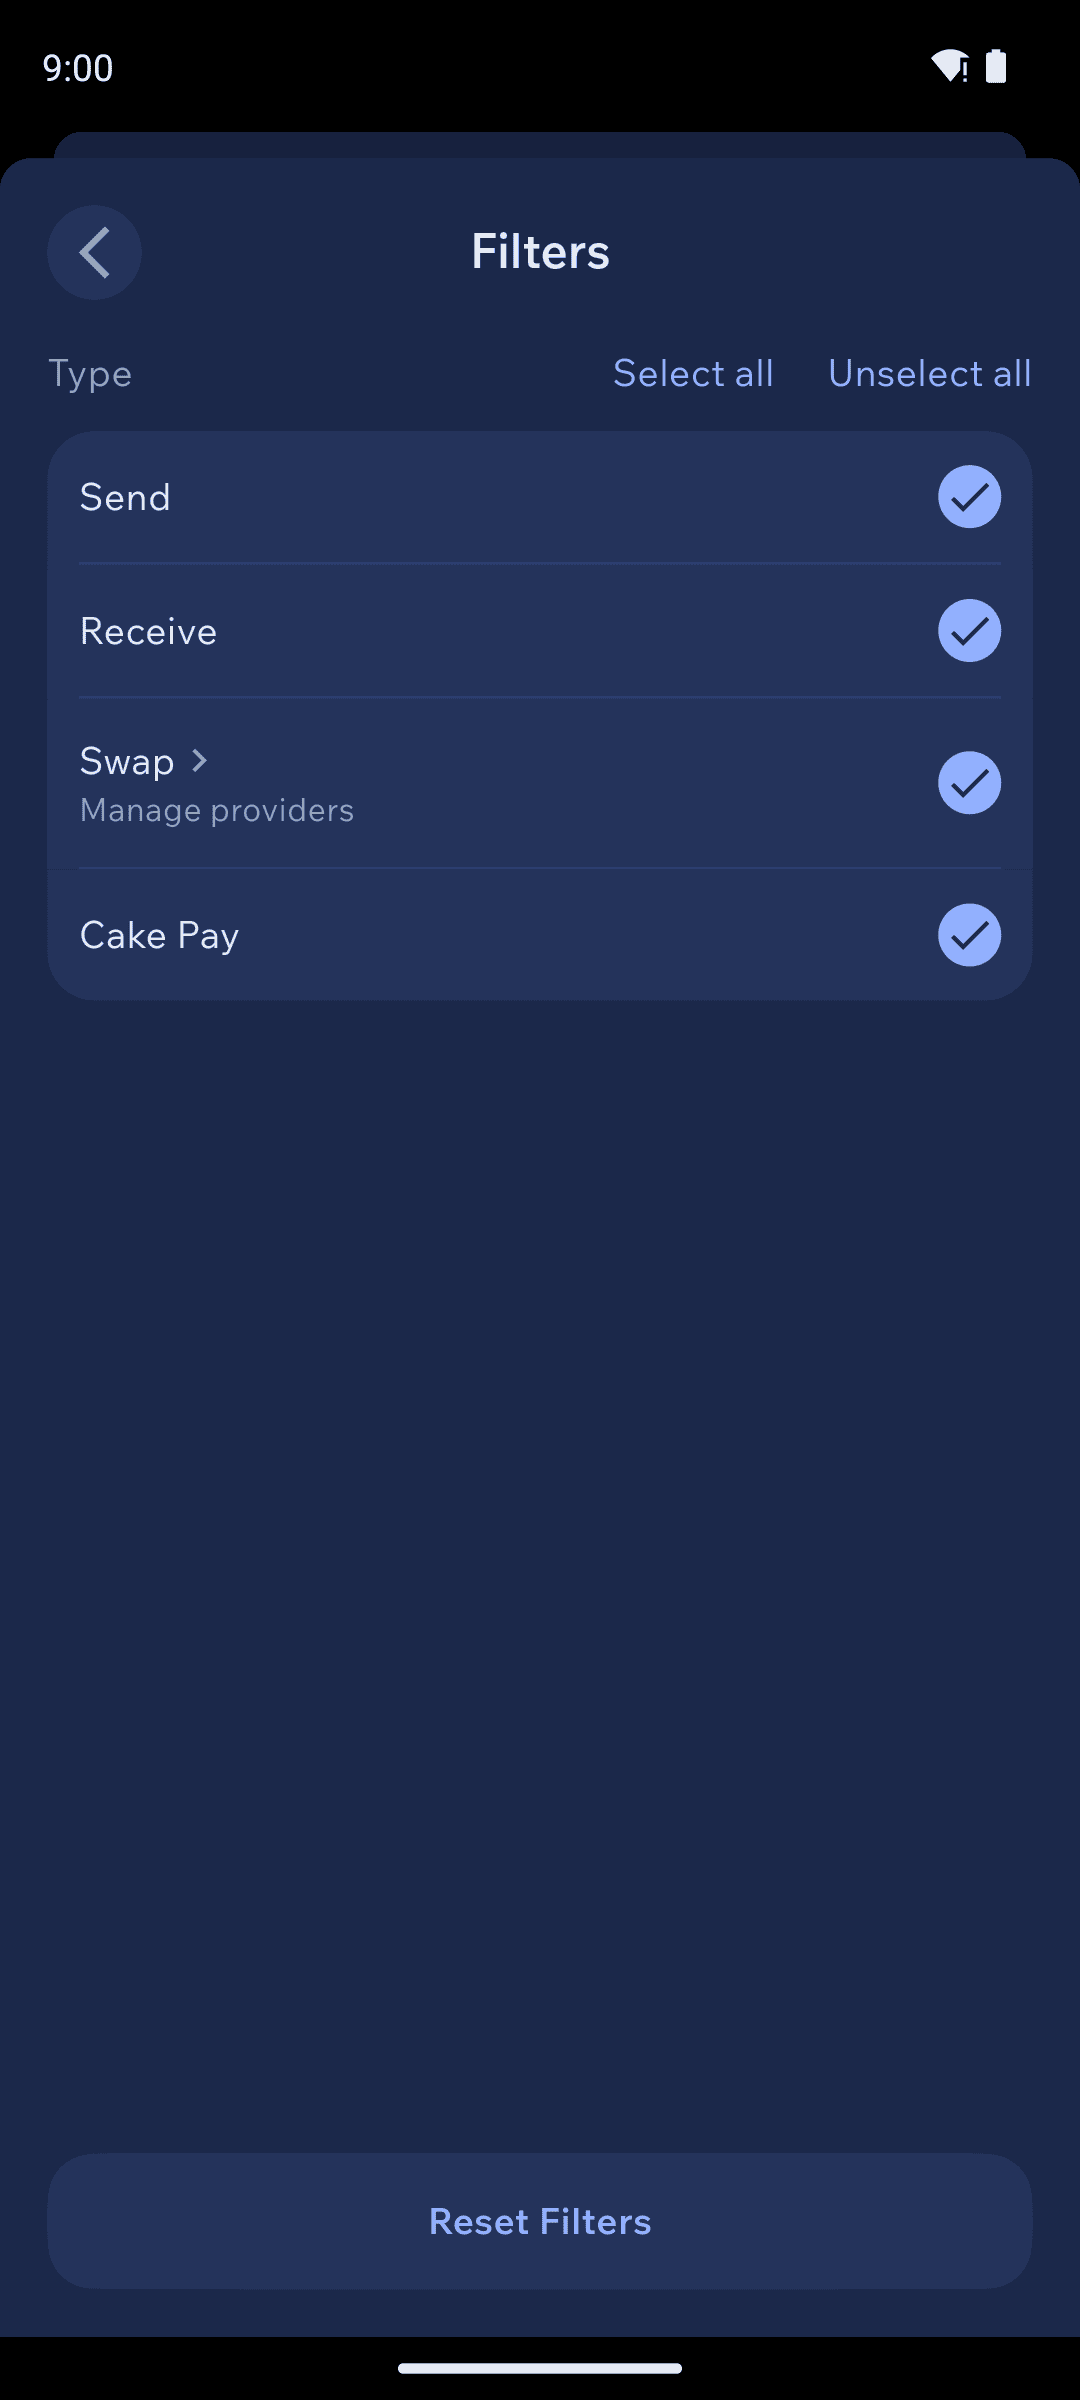 9:00
Filters
Type Select all Unselect all
Send
Receive
Swap
Manage providers
Cake Pay
Reset Filters